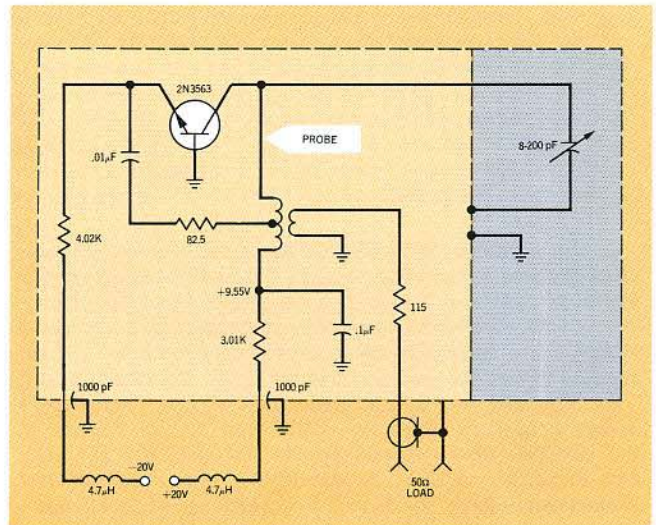 2N3563
PROBE
8-200 pF
.01μF
82.5
4.02K
+9.55V
115
3.01K
.1μF
1000 pF
1000 pF
-20V
+20V
4.7μH
4.7μH
50Ω
LOAD